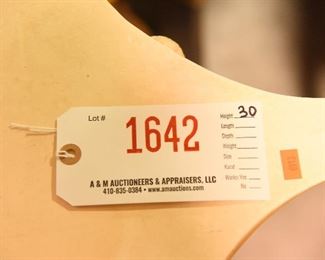 Lot #
1642
A & M AUCTIONEERS & APPRAISERS, LLC
410-835-0384 • www.amauctions.com
Height 30
Length
Depth
Weight
Size
Karat
Works Yes
No